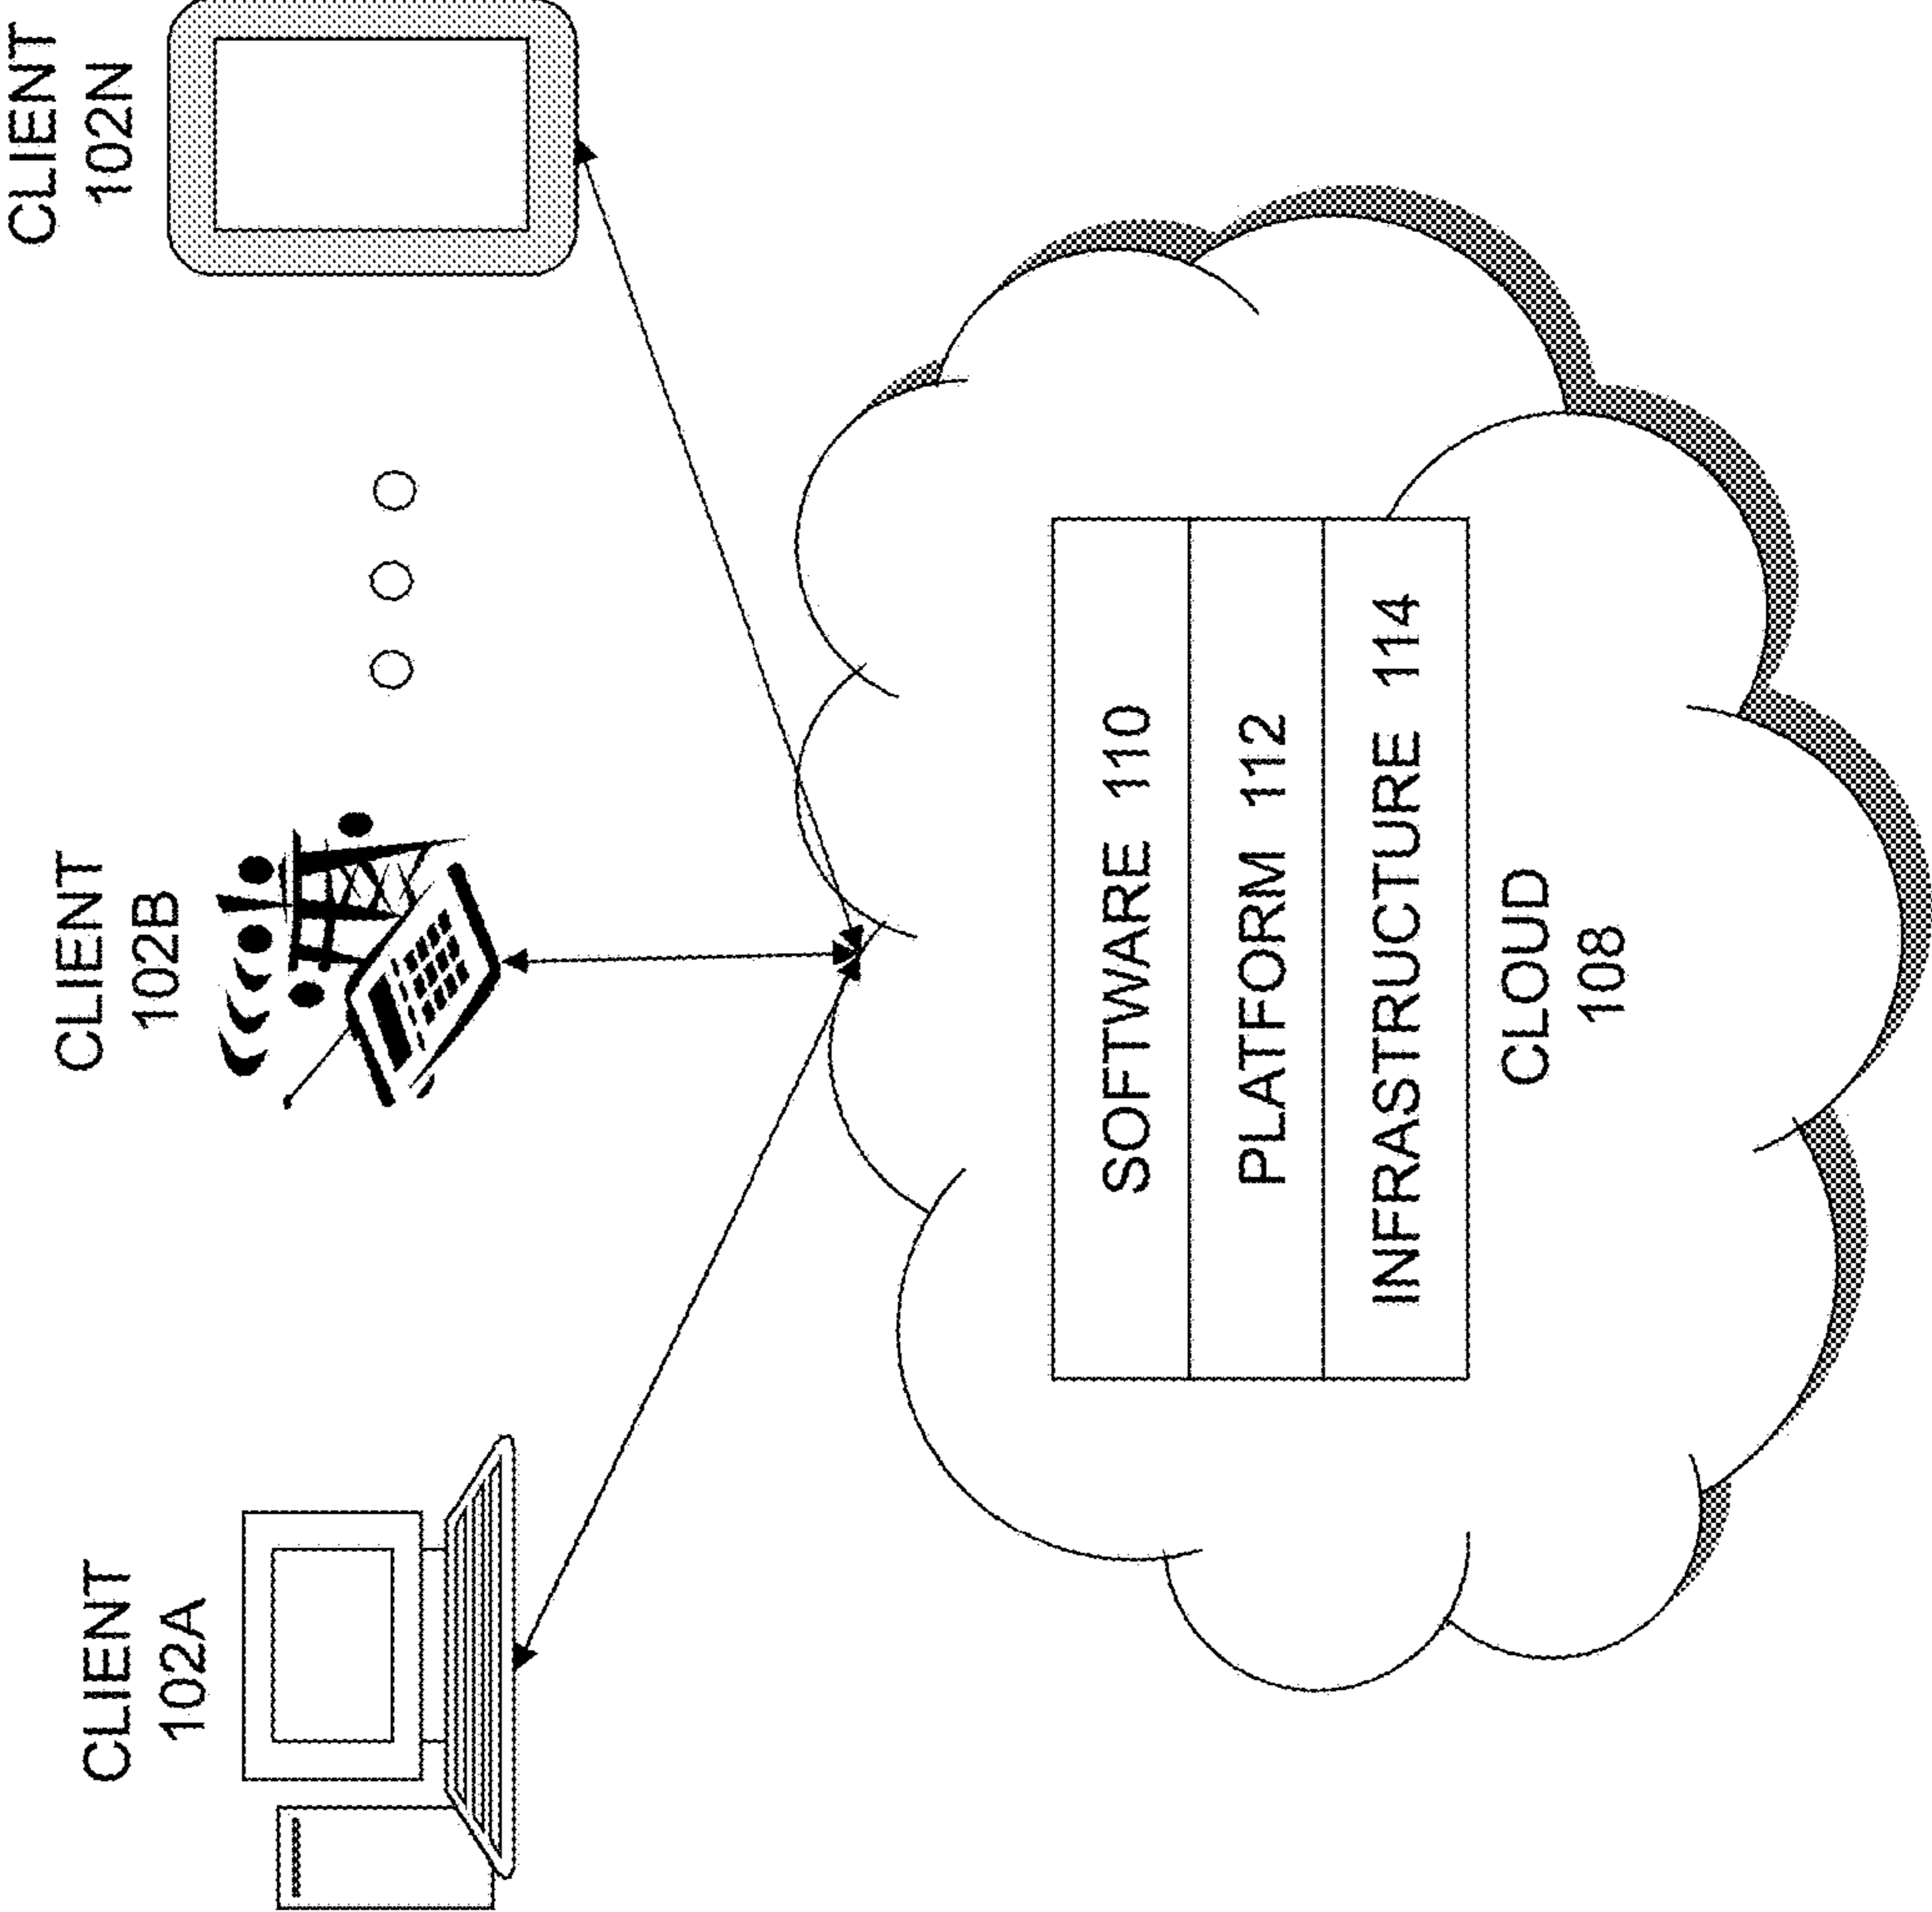 CLIENT
102A
CLIENT
102B
CLIENT
102N
SOFTWARE 110
PLATFORM 112
INFRASTRUCTURE 114
CLOUD
108